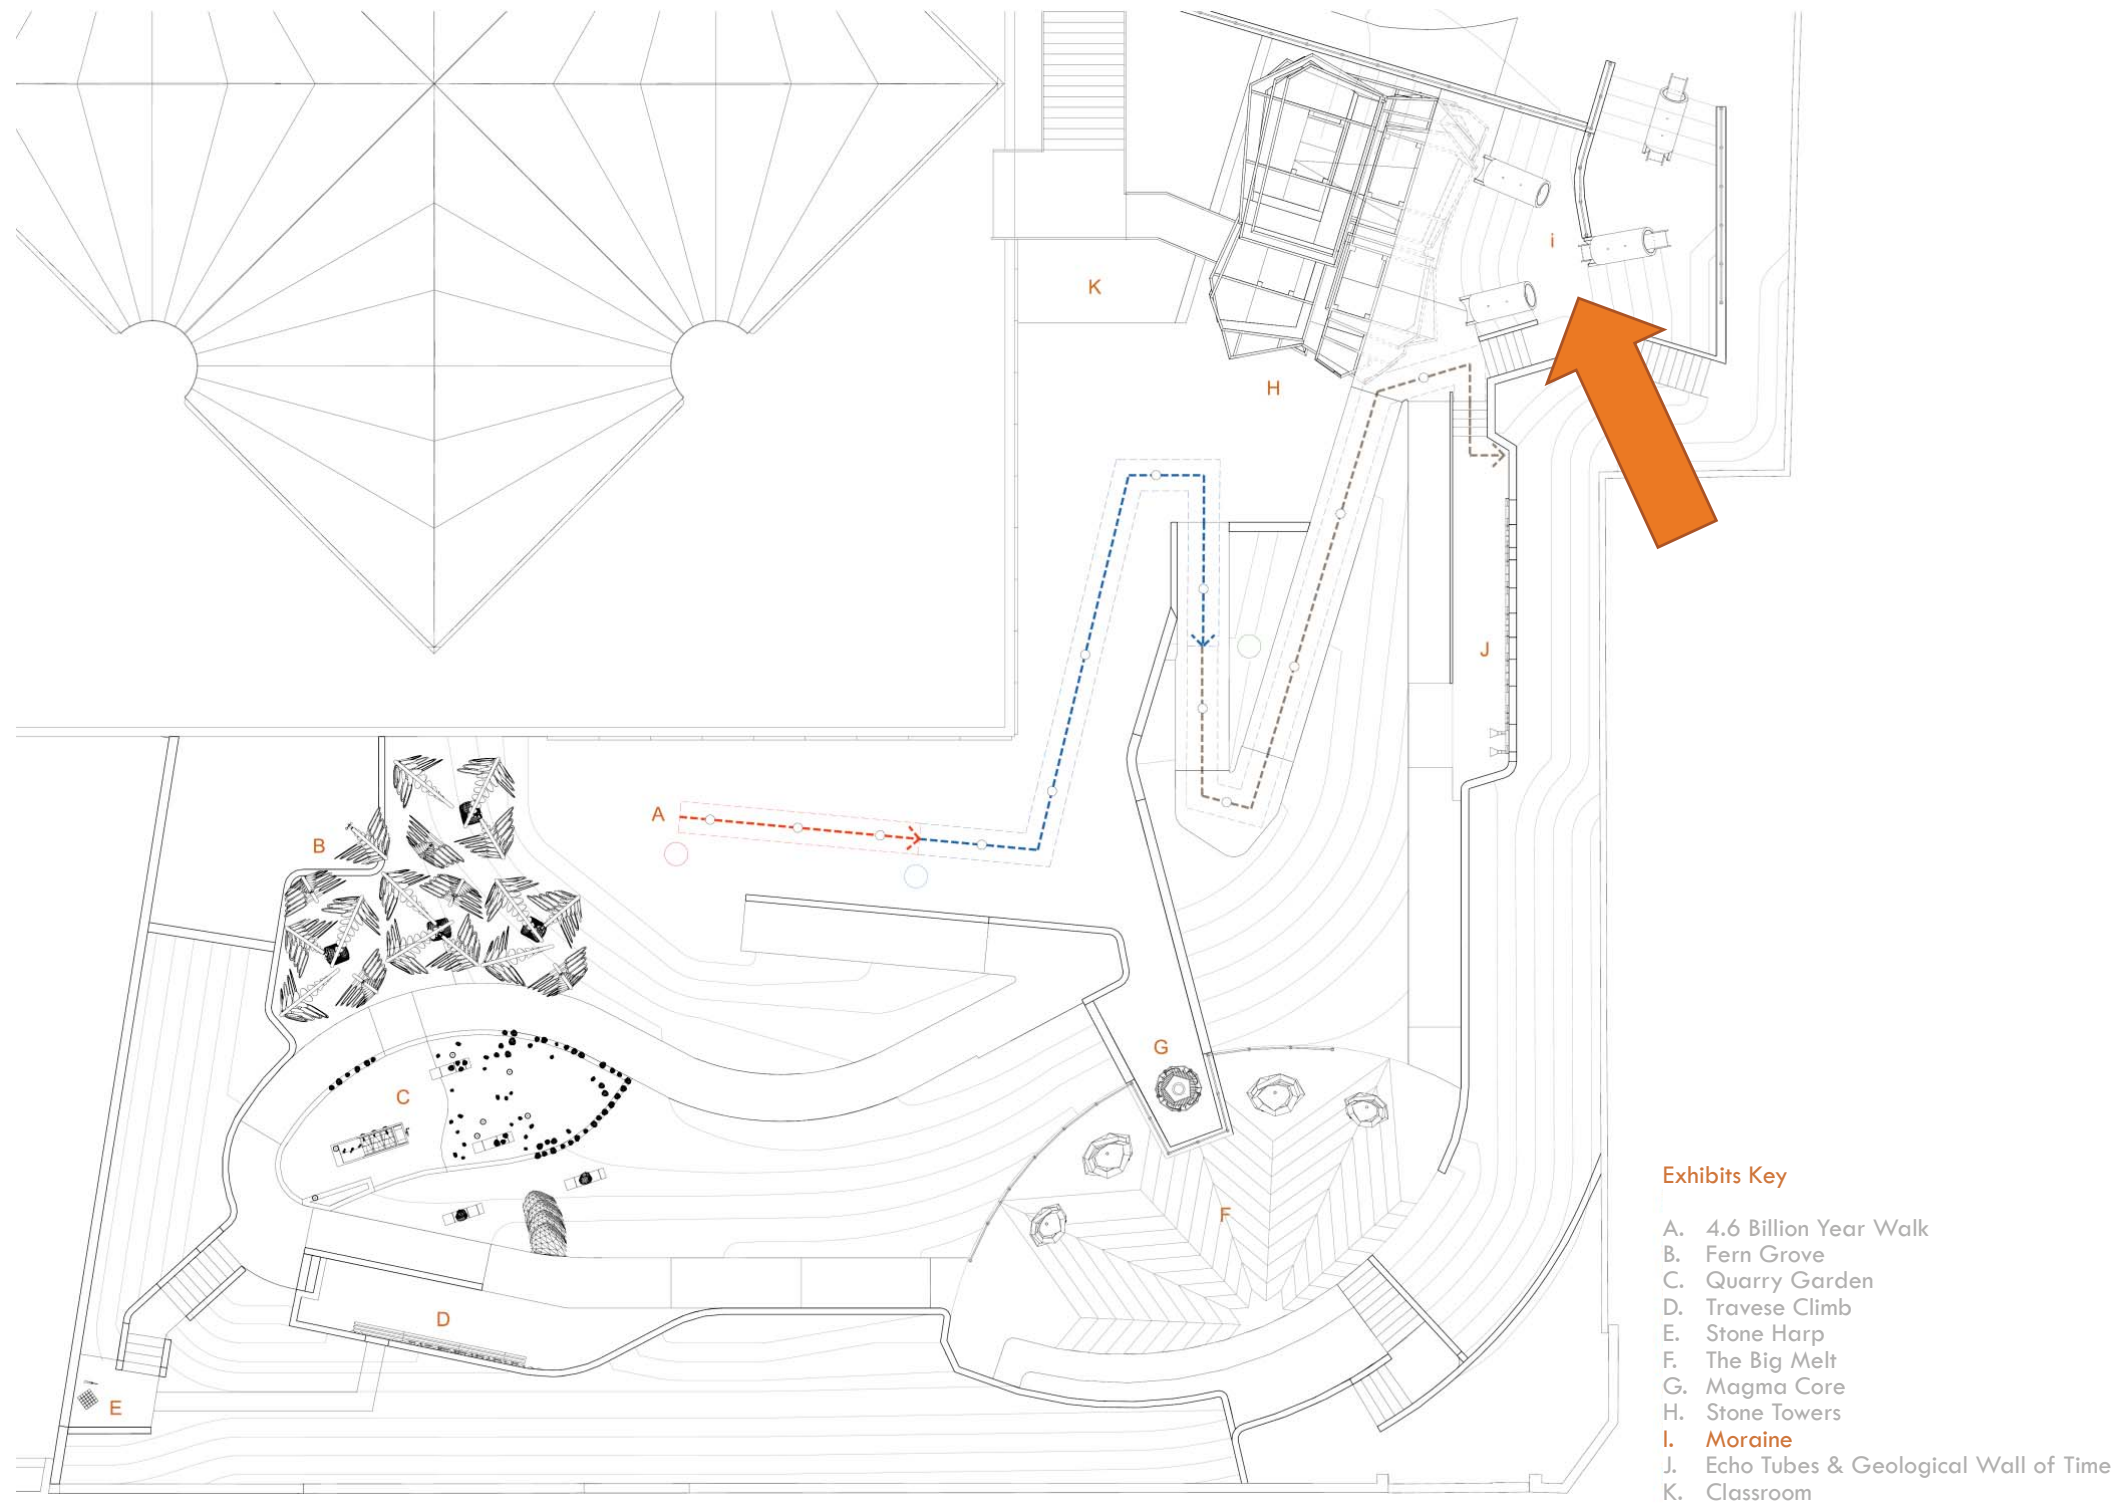 i
K
H
J
A
B
G
C
F
D
E
Exhibits Key
A. 4.6 Billion Year Walk
B. Fern Grove
C. Quarry Garden
D. Travese Climb
E. Stone Harp
F. The Big Melt
G. Magma Core
H. Stone Towers
I. Moraine
J. Echo Tubes & Geological Wall of Time
K. Classroom